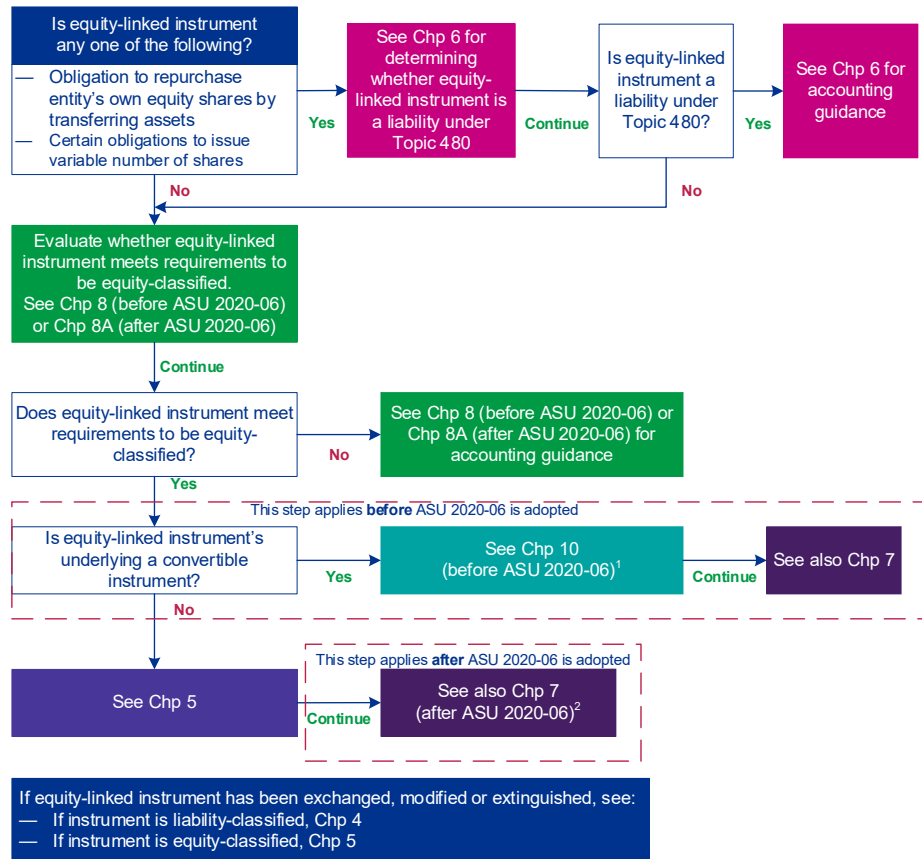 Is equity-linked instrument
any one of the following?
— Obligation to repurchase
entity's own equity shares by
transferring assets
— Certain obligations to issue
variable number of shares
Yes
See Chp 6 for
determining
whether equity-
linked instrument is
a liability under
Topic 480
Continue
Is equity-linked
instrument a
liability under
Topic 480?
Yes
See Chp 6 for
accounting
guidance
No
No
Evaluate whether equity-linked
instrument meets requirements to
be equity-classified.
See Chp 8 (before ASU 2020-06)
or Chp 8A (after ASU 2020-06)
Continue
Does equity-linked instrument meet
requirements to be equity-
classified?
No
See Chp 8 (before ASU 2020-06) or
Chp 8A (after ASU 2020-06) for
accounting guidance
Yes
This step applies before ASU 2020-06 is adopted
Is equity-linked instrument's
underlying a convertible
instrument?
Yes
See Chp 10
(before ASU 2020-06)1
Continue
See also Chp 7
No
This step applies after ASU 2020-06 is adopted
See Chp 5
Continue
See also Chp 7
(after ASU 2020-06)2
If equity-linked instrument has been exchanged, modified or extinguished, see:
— If instrument is liability-classified, Chp 4
— If instrument is equity-classified, Chp 5